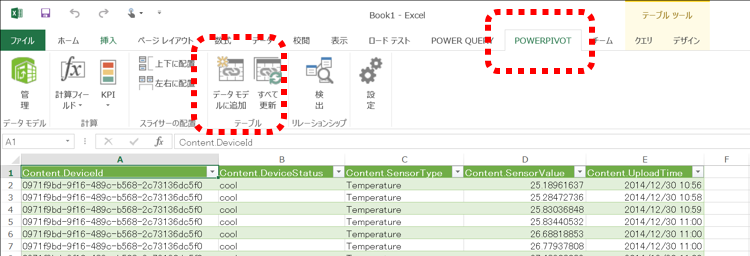 Book1 - Excel
テーブル ツール
ファイル ホーム 挿入 ページ レイアウト 数式 データ 校閲 表示 ロード テスト POWER QUERY POWERPIVOT チーム クエリ デザイン
管理
計算フィールド
KPI
上下に配置
左右に配置
データ モデルに追加
すべて更新
検出
設定
データ モデル 計算 スライサーの配置 テーブル リレーションシップ
A1 fx Content.DeviceId
A B C D E F
1 Content.DeviceId Content.DeviceStatus Content.SensorType Content.SensorValue Content.UploadTime
2 0971f9bd-9f16-489c-b568-2c73136dc5f0 cool Temperature 25.18961637 2014/12/30 10:56
3 0971f9bd-9f16-489c-b568-2c73136dc5f0 cool Temperature 25.28472736 2014/12/30 10:58
4 0971f9bd-9f16-489c-b568-2c73136dc5f0 cool Temperature 25.83036848 2014/12/30 10:59
5 0971f9bd-9f16-489c-b568-2c73136dc5f0 cool Temperature 25.83440532 2014/12/30 11:00
6 0971f9bd-9f16-489c-b568-2c73136dc5f0 cool Temperature 26.68818853 2014/12/30 11:00
7 0971f9bd-9f16-489c-b568-2c73136dc5f0 cool Temperature 26.77937808 2014/12/30 11:00